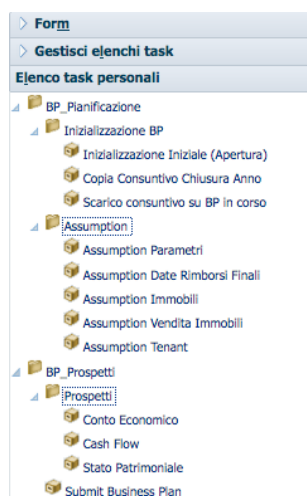 Form
Gestisci elenchi task
Elenco task personali
BP_Pianificazione
Inizializzazione BP
Inizializzazione Iniziale (Apertura)
Copia Consuntivo Chiusura Anno
Scarico consuntivo su BP in corso
Assumption
Assumption Parametri
Assumption Date Rimborsi Finali
Assumption Immobili
Assumption Vendita Immobili
Assumption Tenant
BP_Prospetti
Prospetti
Conto Economico
Cash Flow
Stato Patrimoniale
Submit Business Plan